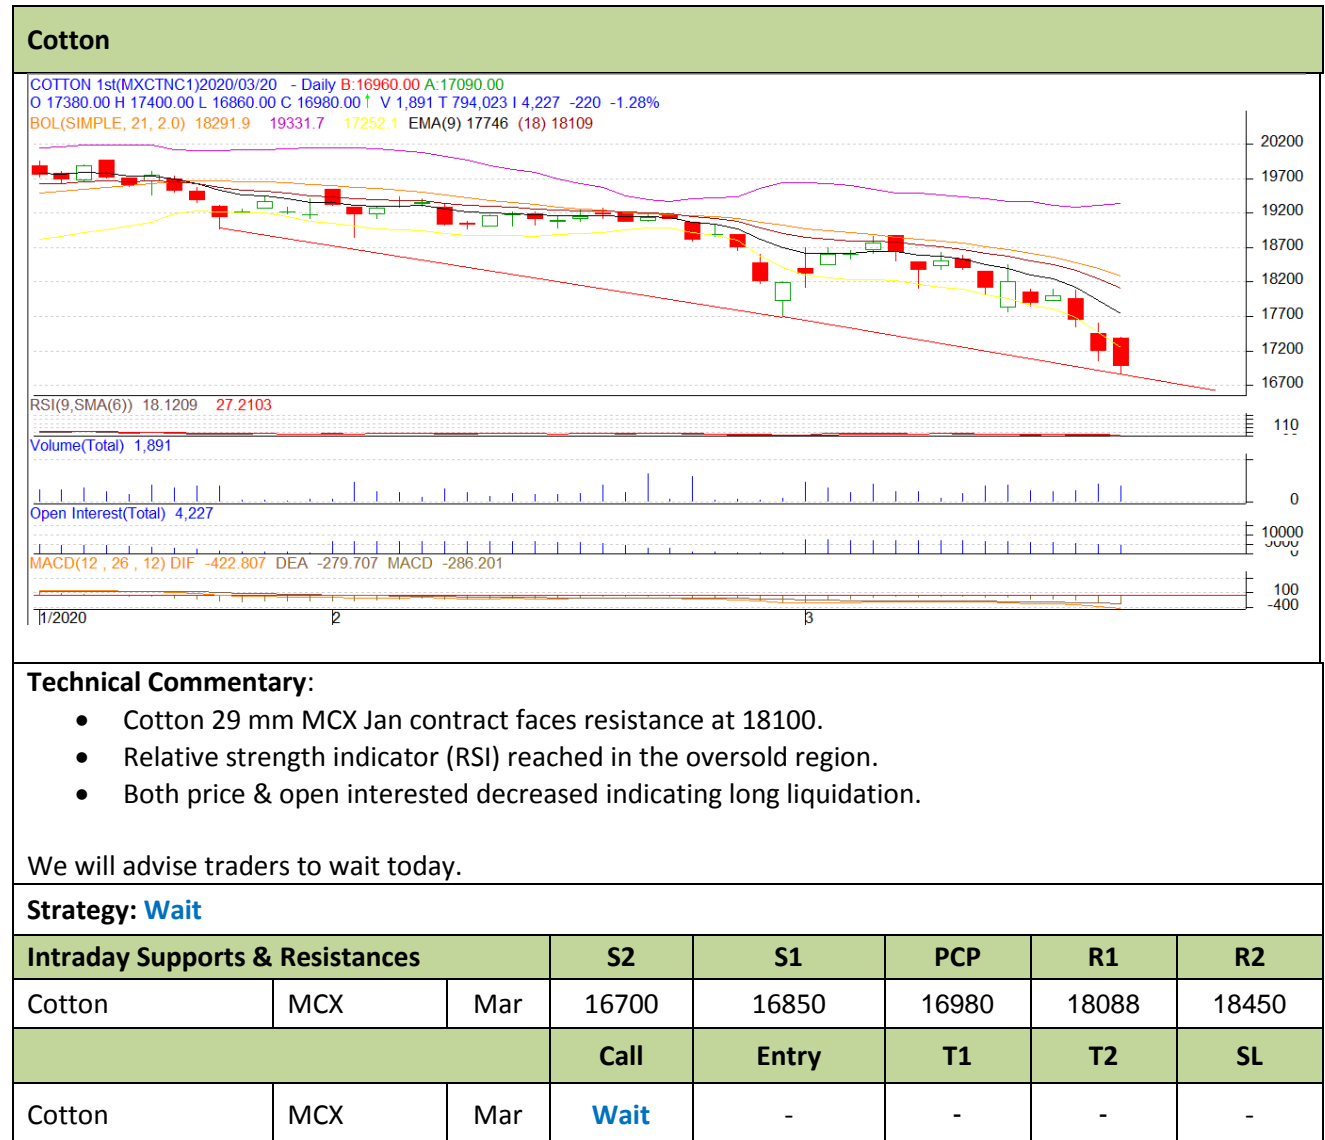 Cotton
COTTON 1st(MXCTNC1)2020/03/20 - Daily B:16960.00 A:17090.00
O 17380.00 H 17400.00 L 16860.00 C 16980.00↑ V 1,891 T 794,023 I 4,227 -220 -1.28%
BOL(SIMPLE, 21, 2.0) 18291.9 19331.7 17252.1 EMA(9) 17746 (18) 18109
20200
19700
19200
18700
18200
17700
17200
16700
RSI(9,SMA(6)) 18.1209 27.2103
110
Volume(Total) 1,891
0
Open Interest(Total) 4,227
10000
5000
0
MACD(12 , 26 , 12) DIF -422.807 DEA -279.707 MACD -286.201
100
-400
1/2020 2 3
Technical Commentary:
• Cotton 29 mm MCX Jan contract faces resistance at 18100.
• Relative strength indicator (RSI) reached in the oversold region.
• Both price & open interested decreased indicating long liquidation.
We will advise traders to wait today.
Strategy: Wait
Intraday Supports & Resistances S2 S1 PCP R1 R2
Cotton MCX Mar 16700 16850 16980 18088 18450
Call Entry T1 T2 SL
Cotton MCX Mar Wait - - - -